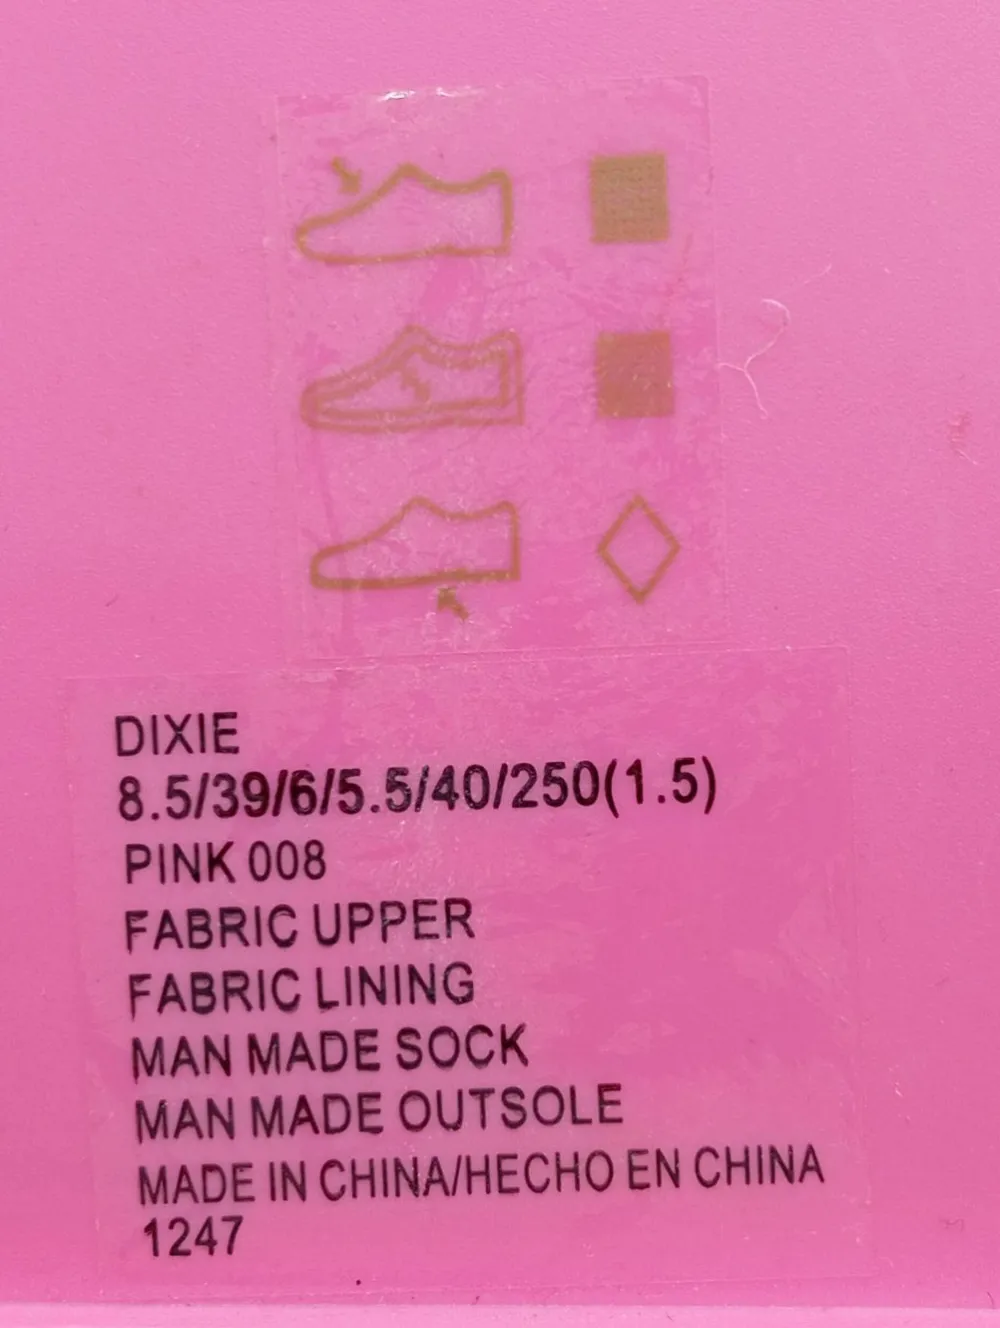 DIXIE
8.5/39/6/5.5/40/250(1.5)
PINK 008
FABRIC UPPER
FABRIC LINING
MAN MADE SOCK
MAN MADE OUTSOLE
MADE IN CHINA/HECHO EN CHINA
1247